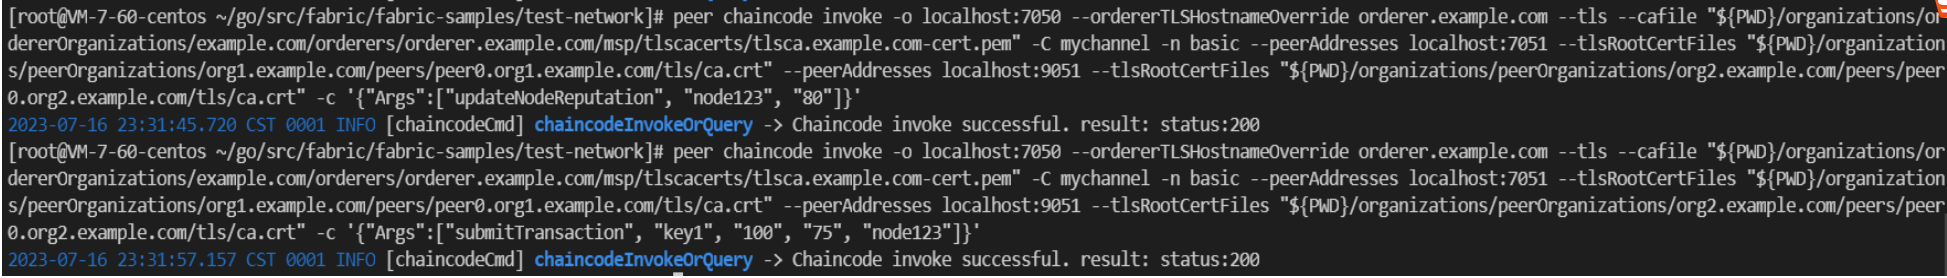 [root@VM-7-60-centos ~/go/src/fabric/fabric-samples/test-network]# peer chaincode invoke -o localhost:7050 --ordererTLSHostnameOverride orderer.example.com --tls --cafile "${PWD}/organizations/or
dererOrganizations/example.com/orderers/orderer.example.com/msp/tlscacerts/tlsca.example.com-cert.pem" -C mychannel -n basic --peerAddresses localhost:7051 --tlsRootCertFiles "${PWD}/organization
s/peerOrganizations/org1.example.com/peers/peer0.org1.example.com/tls/ca.crt" --peerAddresses localhost:9051 --tlsRootCertFiles "${PWD}/organizations/peerOrganizations/org2.example.com/peers/peer
0.org2.example.com/tls/ca.crt" -c '{"Args":["updateNodeReputation", "node123", "80"]}'
2023-07-16 23:31:45.720 CST 0001 INFO [chaincodeCmd] chaincodeInvokeOrQuery -> Chaincode invoke successful. result: status:200
[root@VM-7-60-centos ~/go/src/fabric/fabric-samples/test-network]# peer chaincode invoke -o localhost:7050 --ordererTLSHostnameOverride orderer.example.com --tls --cafile "${PWD}/organizations/or
dererOrganizations/example.com/orderers/orderer.example.com/msp/tlscacerts/tlsca.example.com-cert.pem" -C mychannel -n basic --peerAddresses localhost:7051 --tlsRootCertFiles "${PWD}/organization
s/peerOrganizations/org1.example.com/peers/peer0.org1.example.com/tls/ca.crt" --peerAddresses localhost:9051 --tlsRootCertFiles "${PWD}/organizations/peerOrganizations/org2.example.com/peers/peer
0.org2.example.com/tls/ca.crt" -c '{"Args":["submitTransaction", "key1", "100", "75", "node123"]}'
2023-07-16 23:31:57.157 CST 0001 INFO [chaincodeCmd] chaincodeInvokeOrQuery -> Chaincode invoke successful. result: status:200